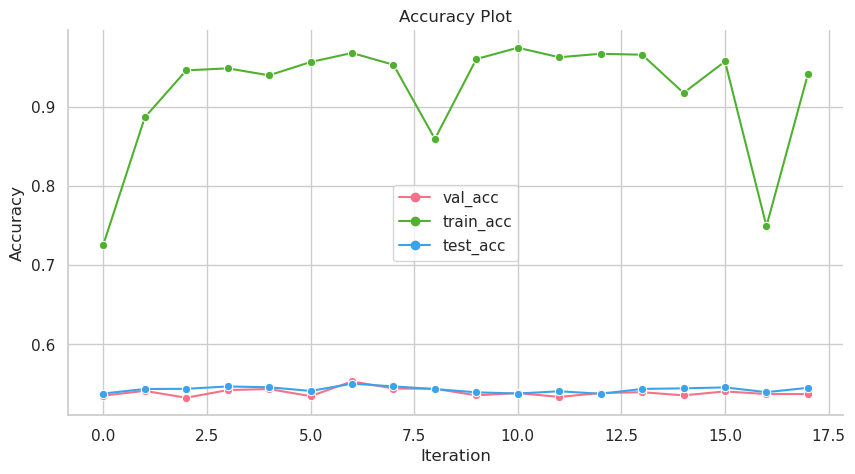 Accuracy Plot
Accuracy
0.9
0.8
0.7
0.6
val_acc
train_acc
test_acc
0.0 2.5 5.0 7.5 10.0 12.5 15.0 17.5
Iteration